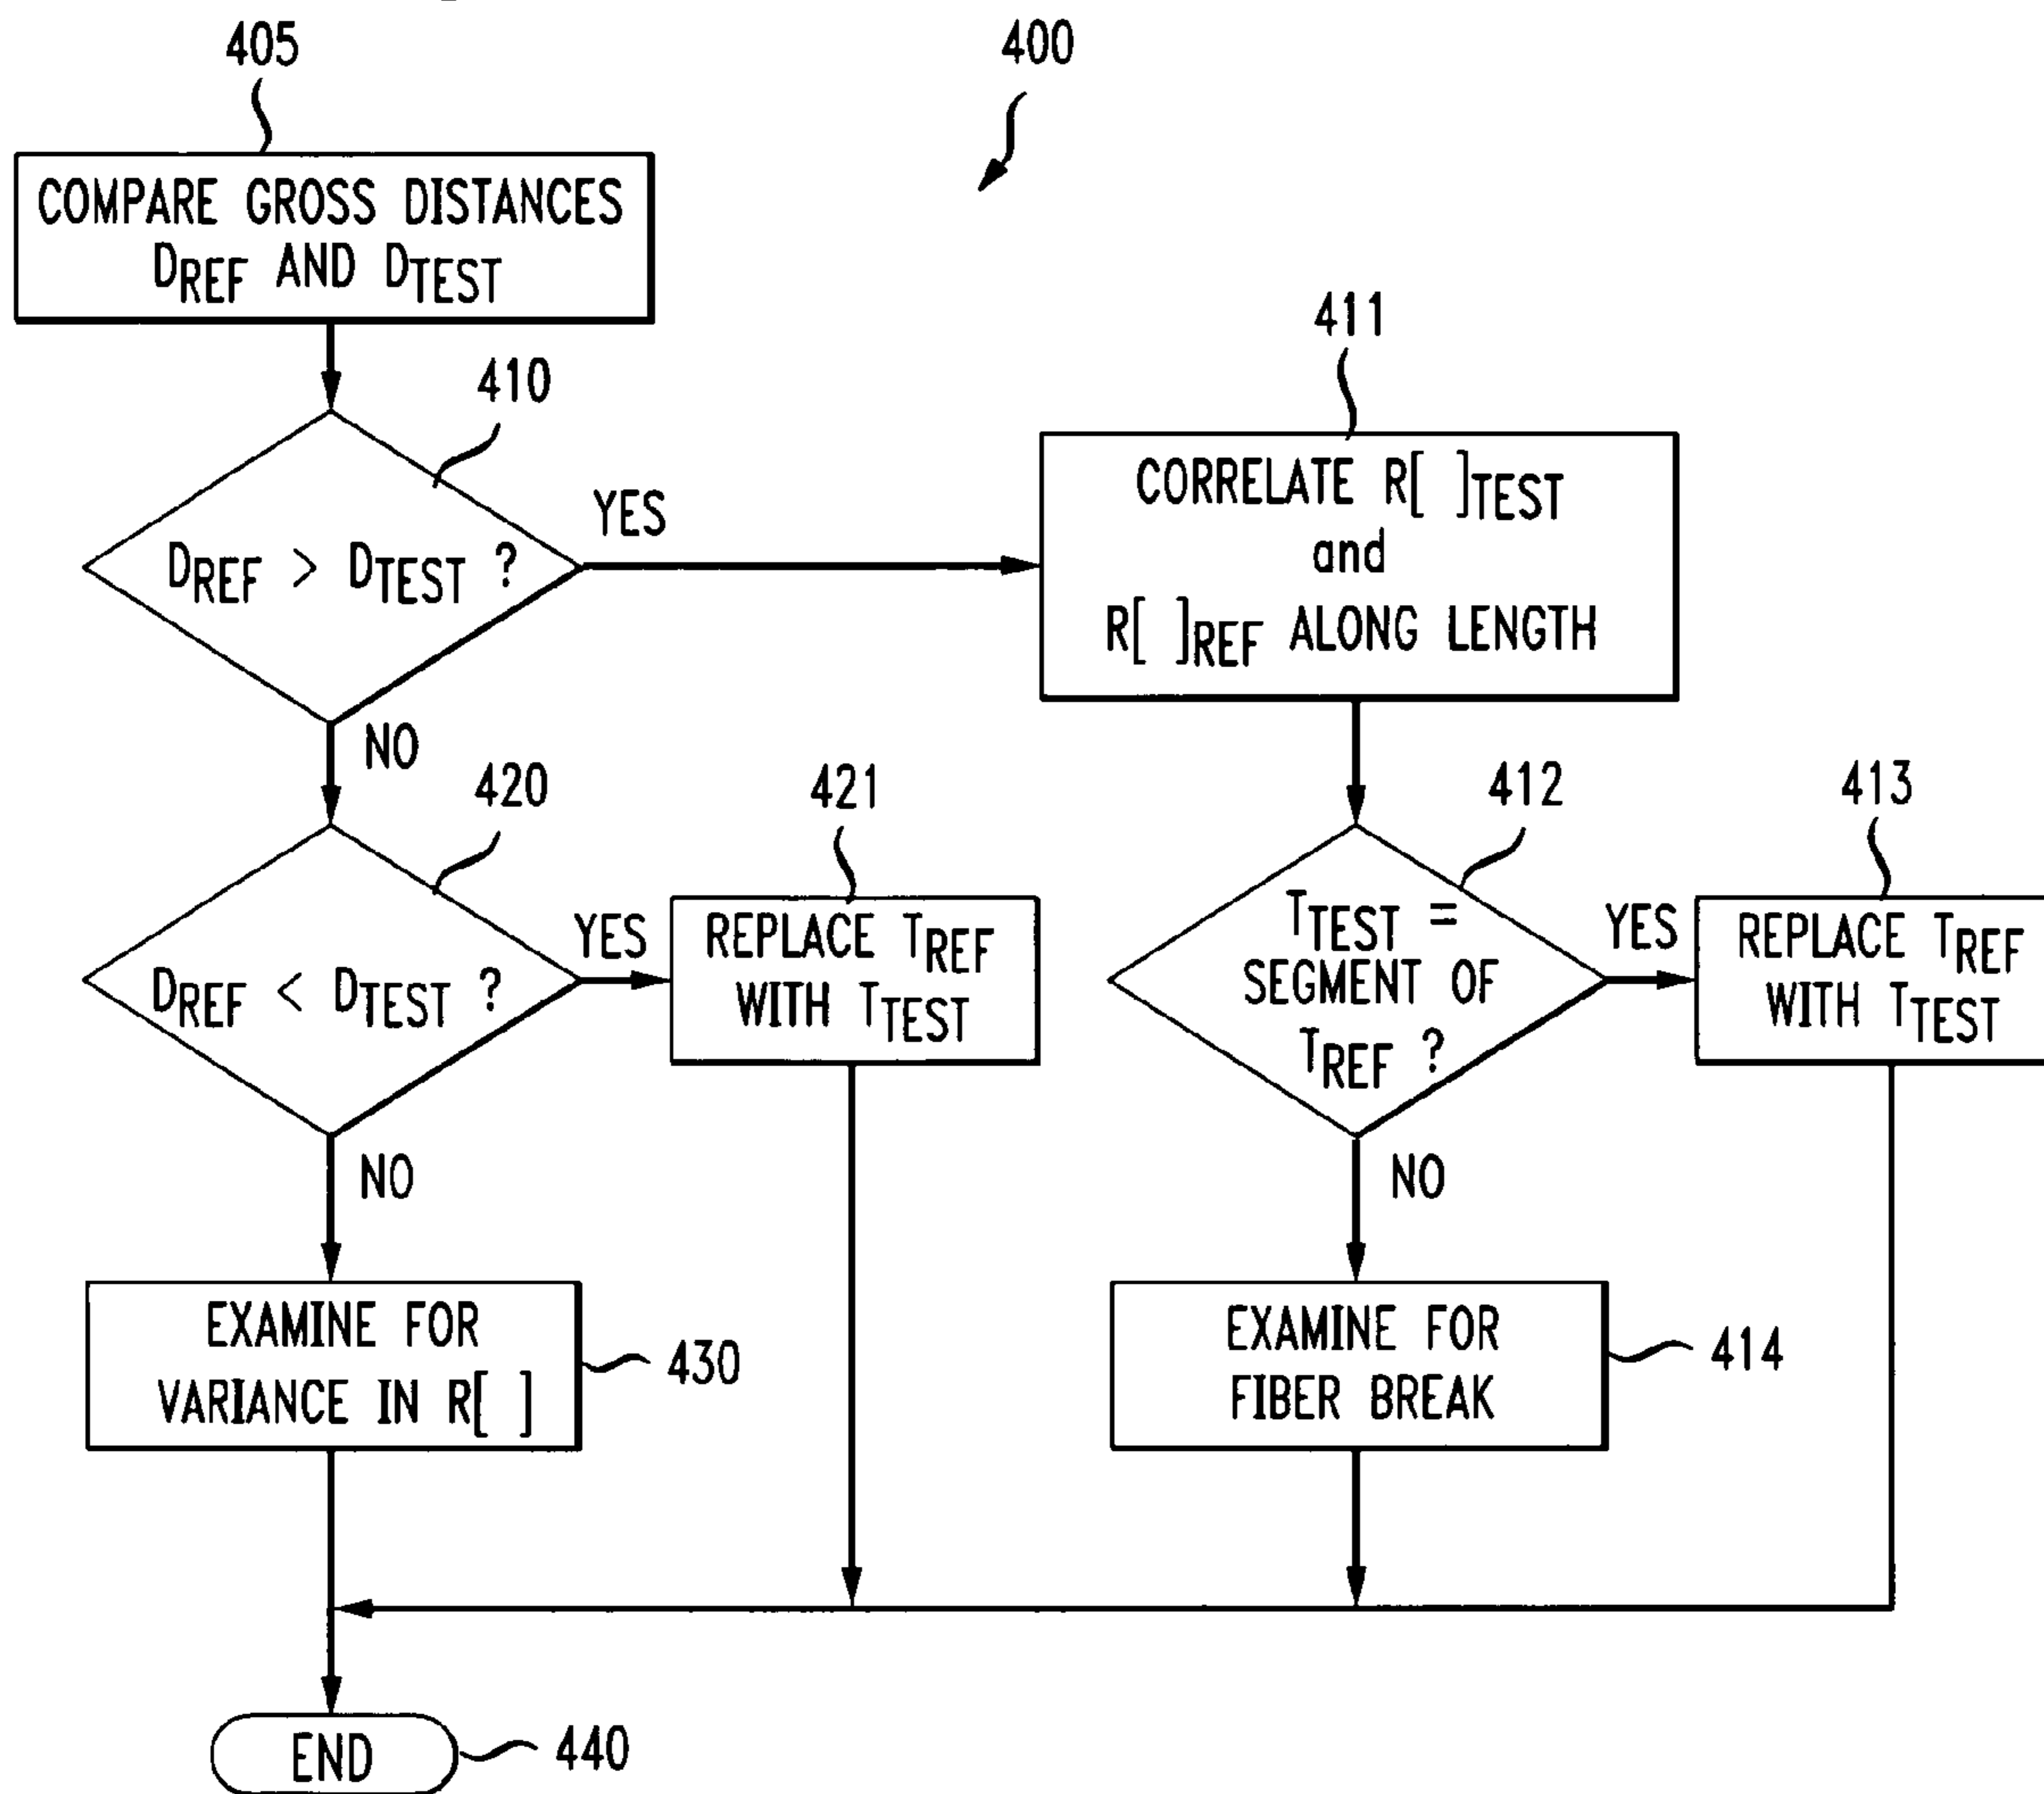 405
400
COMPARE GROSS DISTANCES
DREF AND DTEST
410
DREF > DTEST ?
YES
NO
411
CORRELATE R[ ]TEST
and
R[ ]REF ALONG LENGTH
420
DREF < DTEST ?
YES
NO
421
REPLACE TREF
WITH TTEST
412
TTEST =
SEGMENT OF
TREF ?
YES
NO
413
REPLACE TREF
WITH TTEST
EXAMINE FOR
VARIANCE IN R[ ]
430
EXAMINE FOR
FIBER BREAK
414
END
440